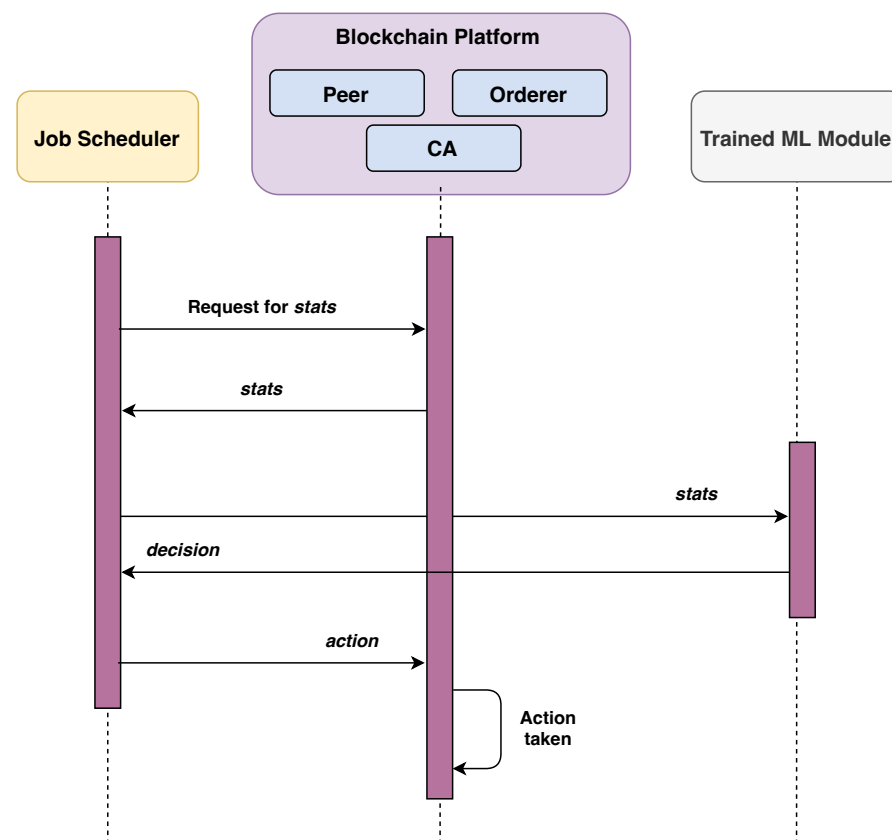 Blockchain Platform
Peer
Orderer
CA
Job Scheduler
Trained ML Module
Request for stats
stats
stats
decision
action
Action
taken